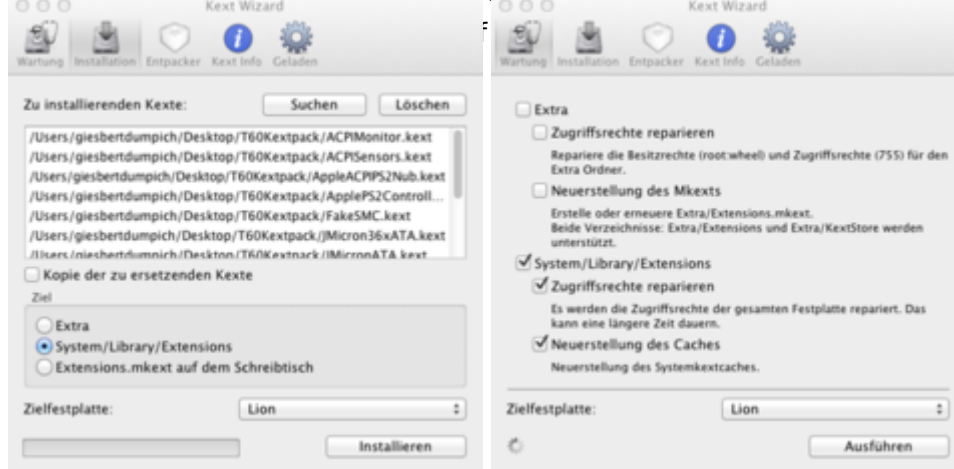 Kext Wizard
Wartung Installation Entpacker Kext Info Geladen
Zu installierenden Kexte: Suchen Löschen
/Users/giesbertdumpich/Desktop/T60Kextpack/ACPIMonitor.kext
/Users/giesbertdumpich/Desktop/T60Kextpack/ACPISensors.kext
/Users/giesbertdumpich/Desktop/T60Kextpack/AppleACPIPS2Nub.kext
/Users/giesbertdumpich/Desktop/T60Kextpack/ApplePS2Controll...
/Users/giesbertdumpich/Desktop/T60Kextpack/FakeSMC.kext
/Users/giesbertdumpich/Desktop/T60Kextpack/JMicron36xATA.kext
/Users/giesbertdumpich/Desktop/T60Kextpack/JMicronATA.kext
Kopie der zu ersetzenden Kexte
Ziel
Extra
System/Library/Extensions
Extensions.mkext auf dem Schreibtisch
Zielfestplatte: Lion
Installieren
f
Kext Wizard
Wartung Installation Entpacker Kext Info Geladen
Extra
Zugriffsrechte reparieren
Repariere die Besitzrechte (root:wheel) und Zugriffsrechte (755) für den
Extra Ordner.
Neuerstellung des Mkexts
Erstelle oder erneuere Extra/Extensions.mkext.
Beide Verzeichnisse: Extra/Extensions und Extra/KextStore werden
unterstützt.
System/Library/Extensions
Zugriffsrechte reparieren
Es werden die Zugriffsrechte der gesamten Festplatte repariert. Das
kann eine längere Zeit dauern.
Neuerstellung des Caches
Neuerstellung des Systemkextcaches.
Zielfestplatte: Lion
Ausführen